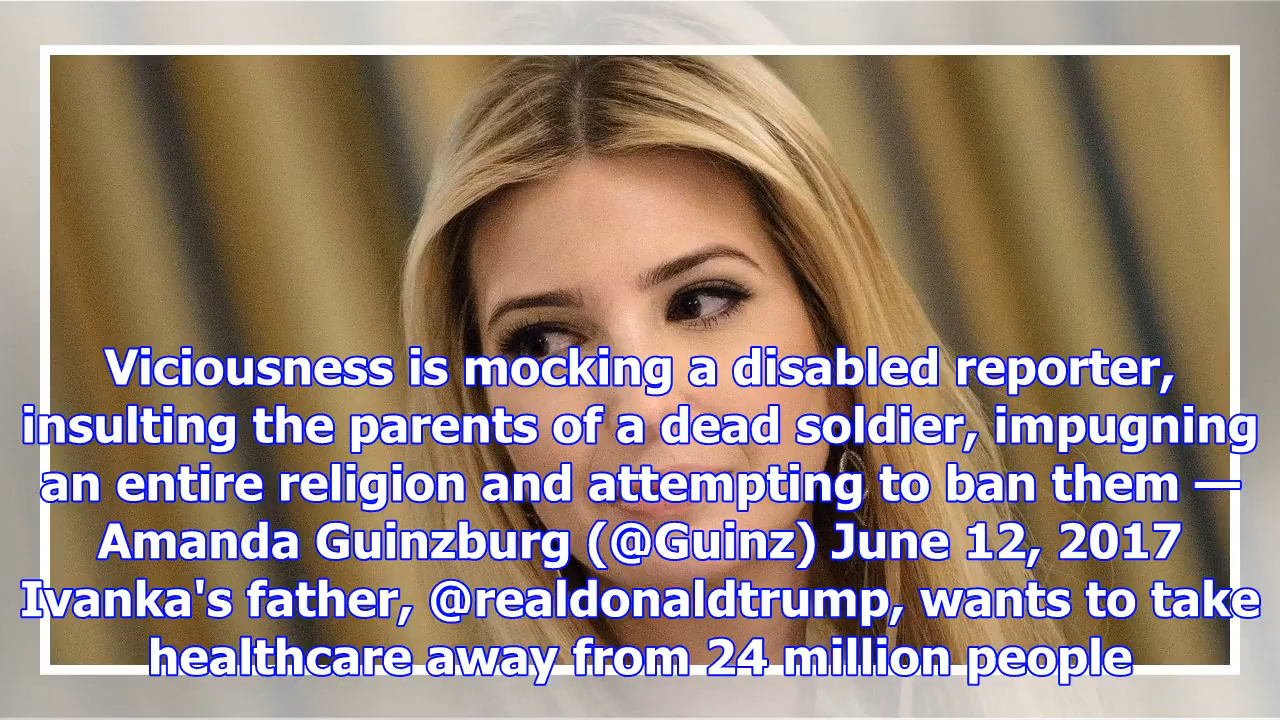 Viciousness is mocking a disabled reporter,
insulting the parents of a dead soldier, impugning
an entire religion and attempting to ban them —
Amanda Guinzburg (@Guinz) June 12, 2017
Ivanka's father, @realdonaldtrump, wants to take
healthcare away from 24 million people